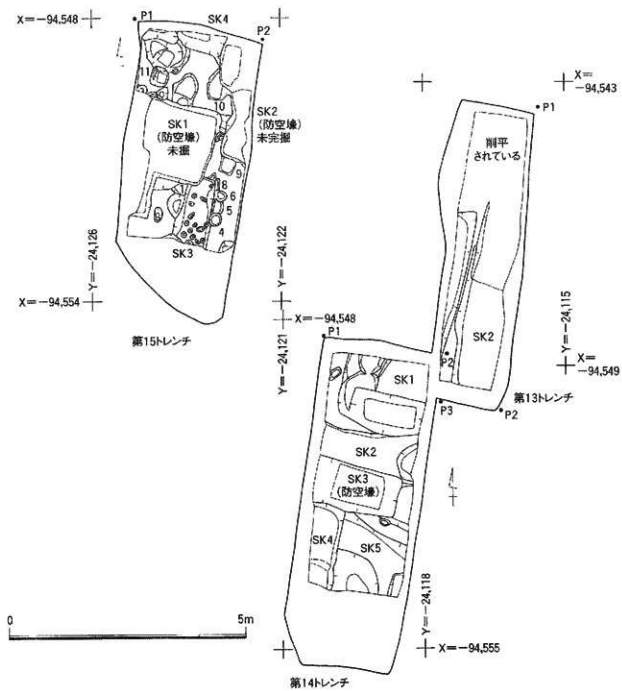 X=-94,548
P1
SK4
P2
11
10
SK1
(防空壕)
未掘
SK2
(防空壕)
未完掘
9
8
6
5
4
SK3
Y=-24,126
Y=-24,122
X=-94,554
第15トレンチ
X=-94,543
P1
削平
されている
SK2
P2
Y=-24,115
X=-94,549
第13トレンチ
P3
P2
X=-94,548
Y=-24,121
P1
SK1
SK2
SK3
(防空壕)
SK4
SK5
Y=-24,118
X=-94,555
第14トレンチ
0
5m